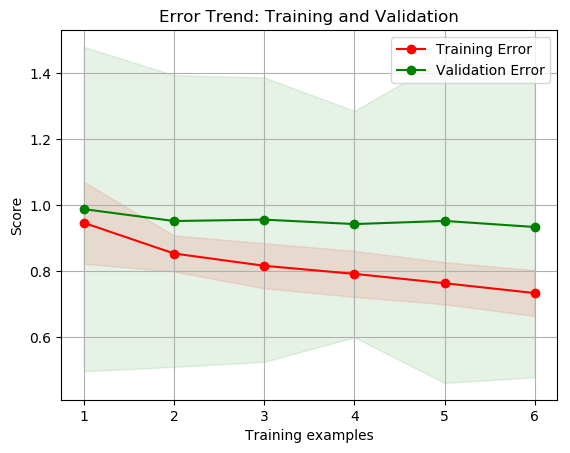 Error Trend: Training and Validation
Training Error
Validation Error
Score
1.4
1.2
1.0
0.8
0.6
1 2 3 4 5 6
Training examples